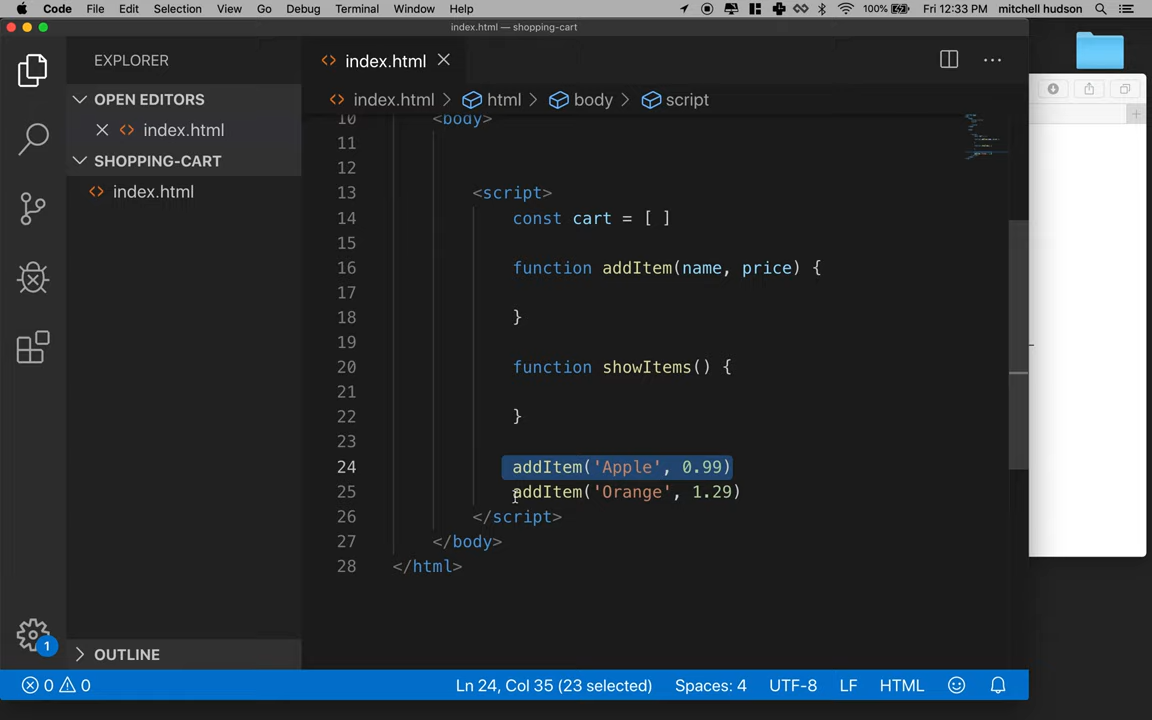 Code File Edit Selection View Go Debug Terminal Window Help 100% Fri 12:33 PM mitchell hudson
index.html — shopping-cart
EXPLORER
OPEN EDITORS
index.html
SHOPPING-CART
index.html
OUTLINE
1
index.html
index.html > html > body > script
10 <body>
11
12
13 <script>
14 const cart = [ ]
15
16 function addItem(name, price) {
17
18 }
19
20 function showItems() {
21
22 }
23
24 addItem('Apple', 0.99)
25 addItem('Orange', 1.29)
26 </script>
27 </body>
28 </html>
0 0 Ln 24, Col 35 (23 selected) Spaces: 4 UTF-8 LF HTML